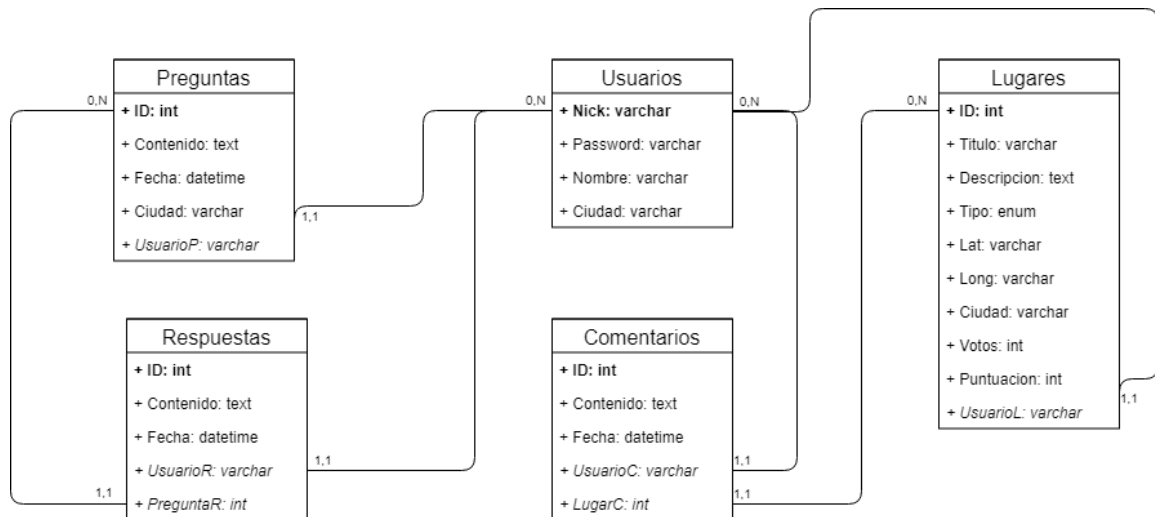 Preguntas
+ ID: int
+ Contenido: text
+ Fecha: datetime
+ Ciudad: varchar
+ UsuarioP: varchar
Usuarios
+ Nick: varchar
+ Password: varchar
+ Nombre: varchar
+ Ciudad: varchar
Lugares
+ ID: int
+ Titulo: varchar
+ Descripcion: text
+ Tipo: enum
+ Lat: varchar
+ Long: varchar
+ Ciudad: varchar
+ Votos: int
+ Puntuacion: int
+ UsuarioL: varchar
Respuestas
+ ID: int
+ Contenido: text
+ Fecha: datetime
+ UsuarioR: varchar
+ PreguntaR: int
Comentarios
+ ID: int
+ Contenido: text
+ Fecha: datetime
+ UsuarioC: varchar
+ LugarC: int
0,N
0,N
0,N
0,N
1,1
1,1
1,1
1,1
1,1
1,1